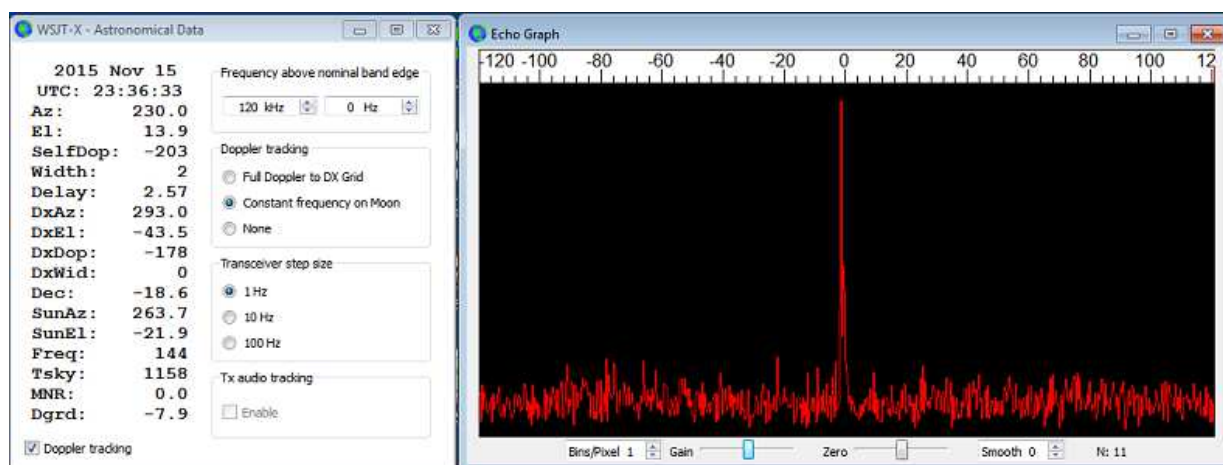 WSJT-X - Astronomical Data
2015 Nov 15
UTC: 23:36:33
Az: 230.0
El: 13.9
SelfDop: -203
Width: 2
Delay: 2.57
DxAz: 293.0
DxEl: -43.5
DxDop: -178
DxWid: 0
Dec: -18.6
SunAz: 263.7
SunEl: -21.9
Freq: 144
Tsky: 1158
MNR: 0.0
Dgrd: -7.9
Doppler tracking
Frequency above nominal band edge
120 kHz 0 Hz
Doppler tracking
Full Doppler to DX Grid
Constant frequency on Moon
None
Transceiver step size
1 Hz
10 Hz
100 Hz
Tx audio tracking
Enable
Echo Graph
-120 -100 -80 -60 -40 -20 0 20 40 60 80 100 12
Bins/Pixel 1 Gain Zero Smooth 0 N: 11